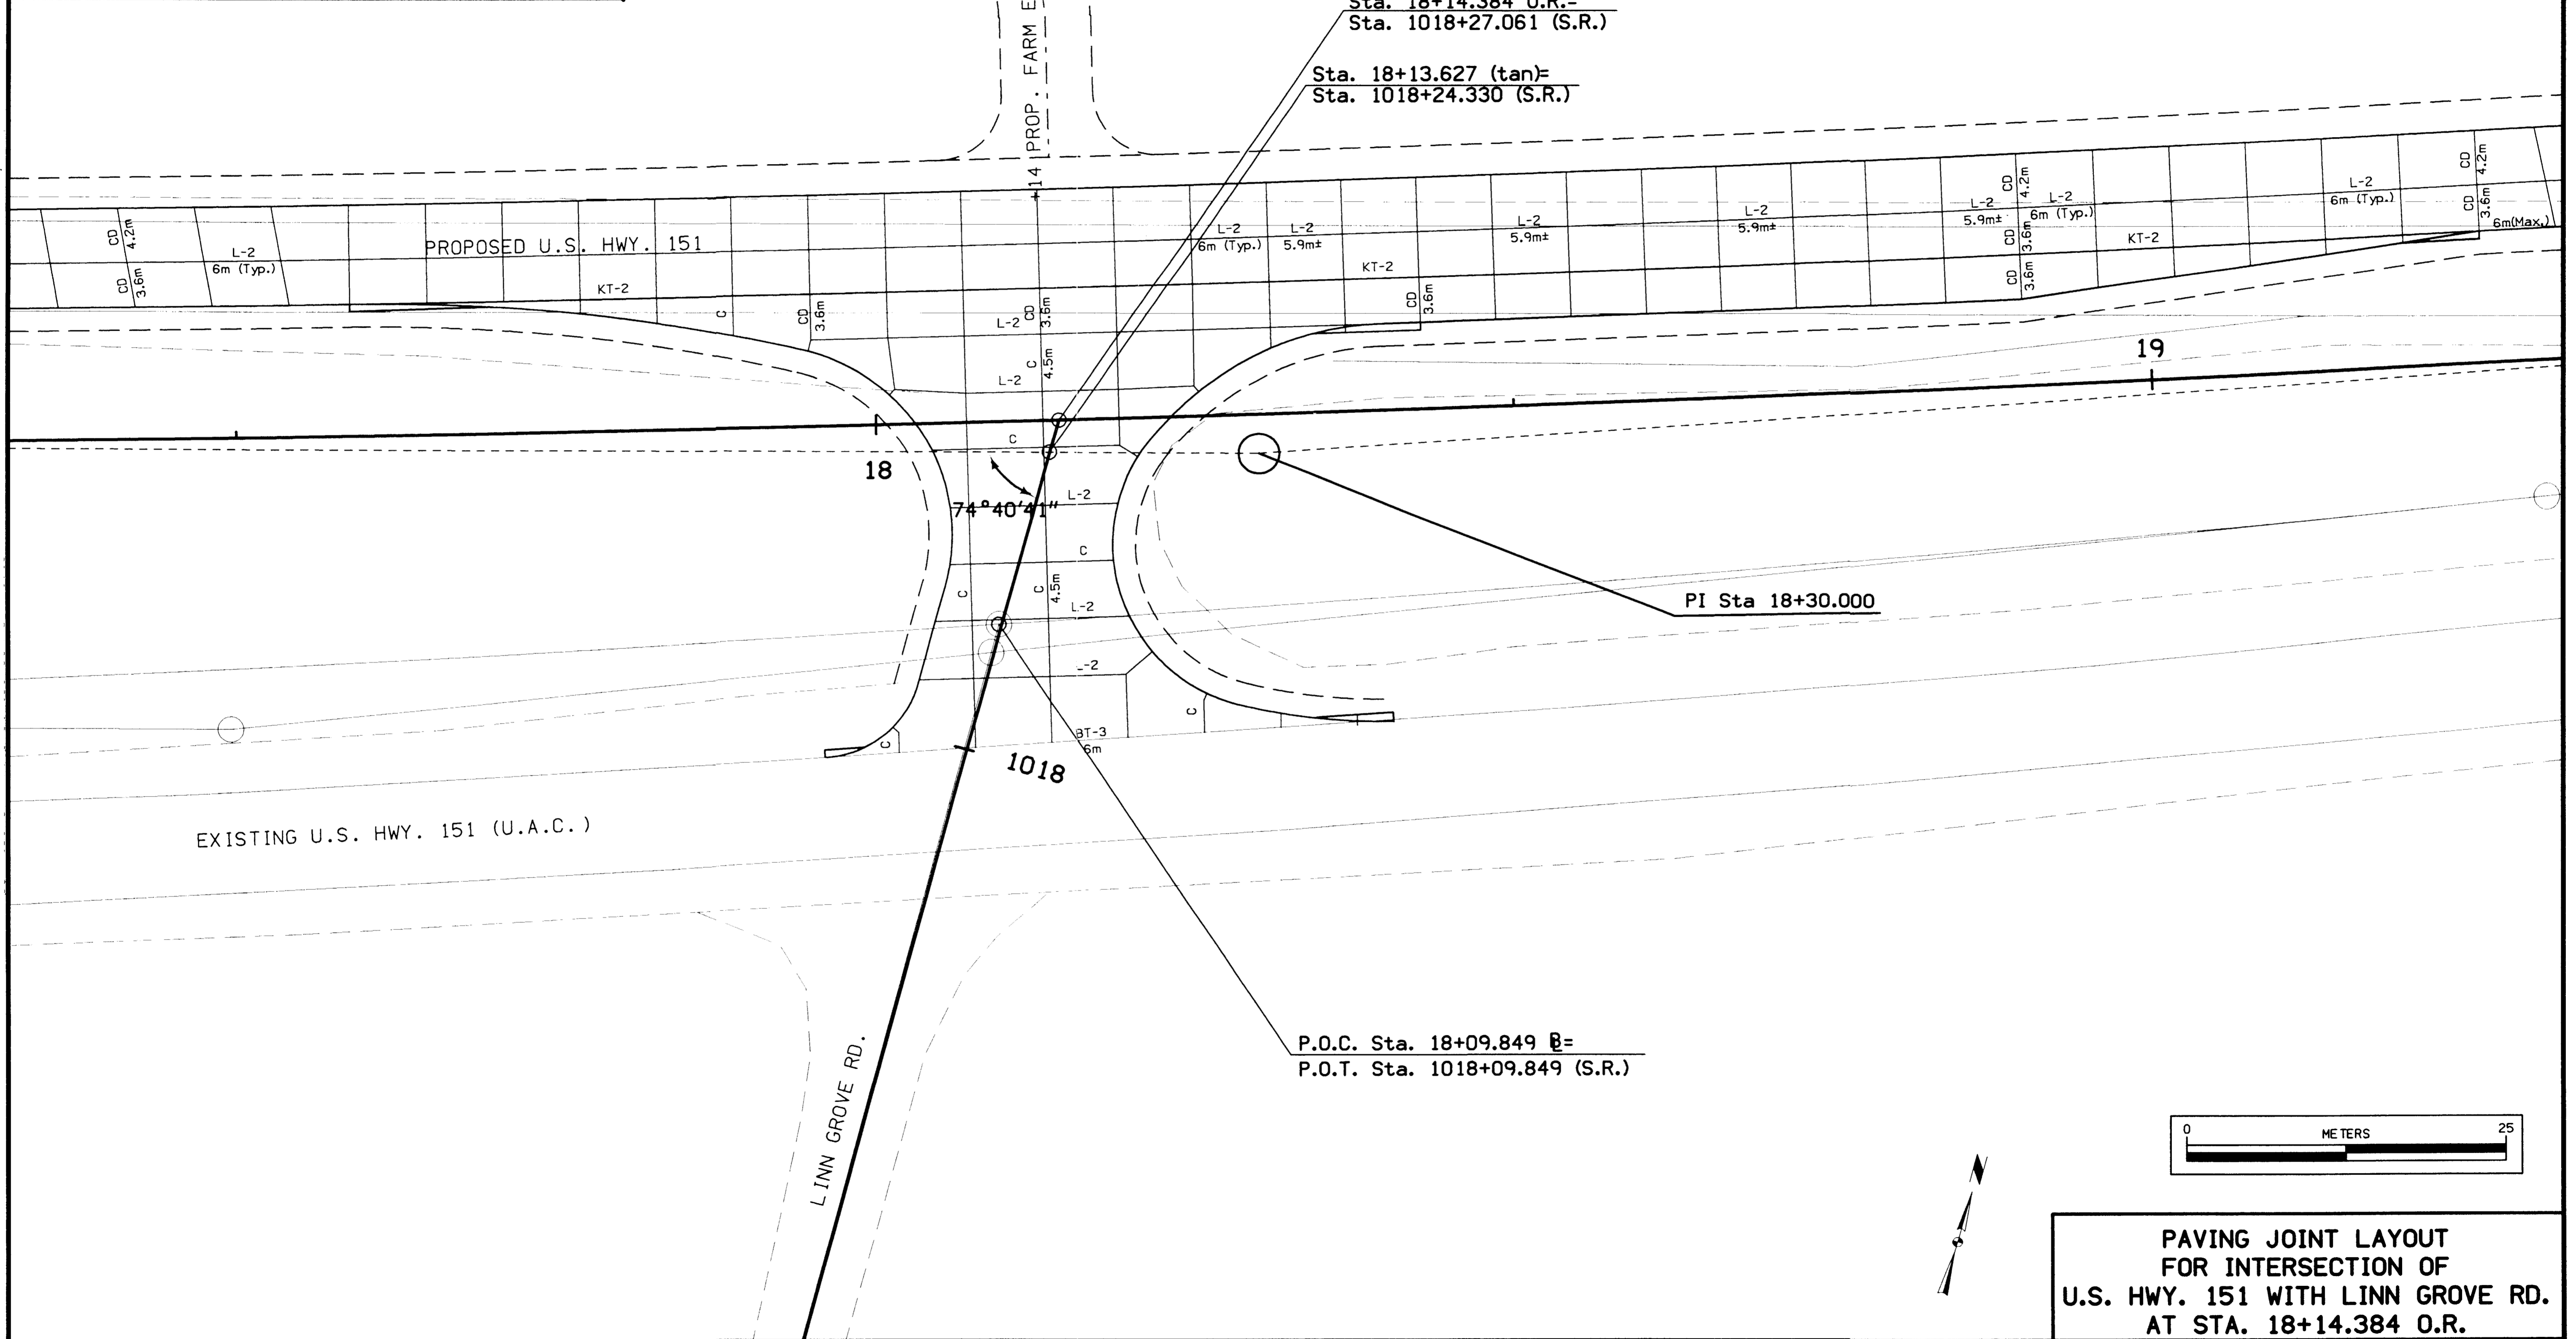 Sta. 18+14.384 O.R.=
Sta. 1018+27.061 (S.R.)
Sta. 18+13.627 (tan)=
Sta. 1018+24.330 (S.R.)
PROP. FARM E
+14
PROPOSED U.S. HWY. 151
CD
4.2m
CD
3.6m
L-2
6m (Typ.)
KT-2
C
CD
3.6m
L-2
CD
3.6m
C
4.5m
L-2
L-2
6m (Typ.)
L-2
5.9m±
KT-2
CD
3.6m
L-2
5.9m±
L-2
5.9m±
L-2
5.9m±
CD
4.2m
L-2
6m (Typ.)
CD
3.6m
CD
3.6m
KT-2
L-2
6m (Typ.)
CD
4.2m
CD
3.6m
6m(Max.)
18
19
C
74°40'41"
L-2
C
C
C
4.5m
L-2
-2
C
C
BT-3
6m
1018
PI Sta 18+30.000
EXISTING U.S. HWY. 151 (U.A.C.)
P.O.C. Sta. 18+09.849 ℄=
P.O.T. Sta. 1018+09.849 (S.R.)
LINN GROVE RD.
0 METERS 25
PAVING JOINT LAYOUT
FOR INTERSECTION OF
U.S. HWY. 151 WITH LINN GROVE RD.
AT STA. 18+14.384 O.R.